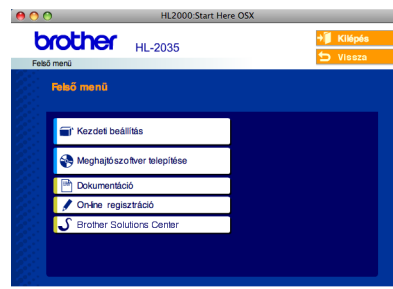 HL2000:Start Here OSX
brother HL-2035
Kilépés
Vissza
Felső menü
Felső menü
Kezdeti beállítás
Meghajtószoftver telepítése
Dokumentáció
On-line regisztráció
Brother Solutions Center